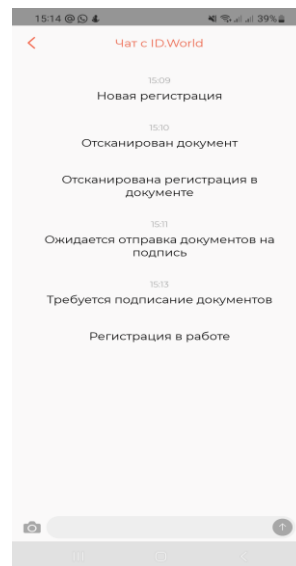 15:14
39%
Чат с ID.World
15:09
Новая регистрация
15:10
Отсканирован документ
Отсканирована регистрация в
документе
15:11
Ожидается отправка документов на
подпись
15:13
Требуется подписание документов
Регистрация в работе